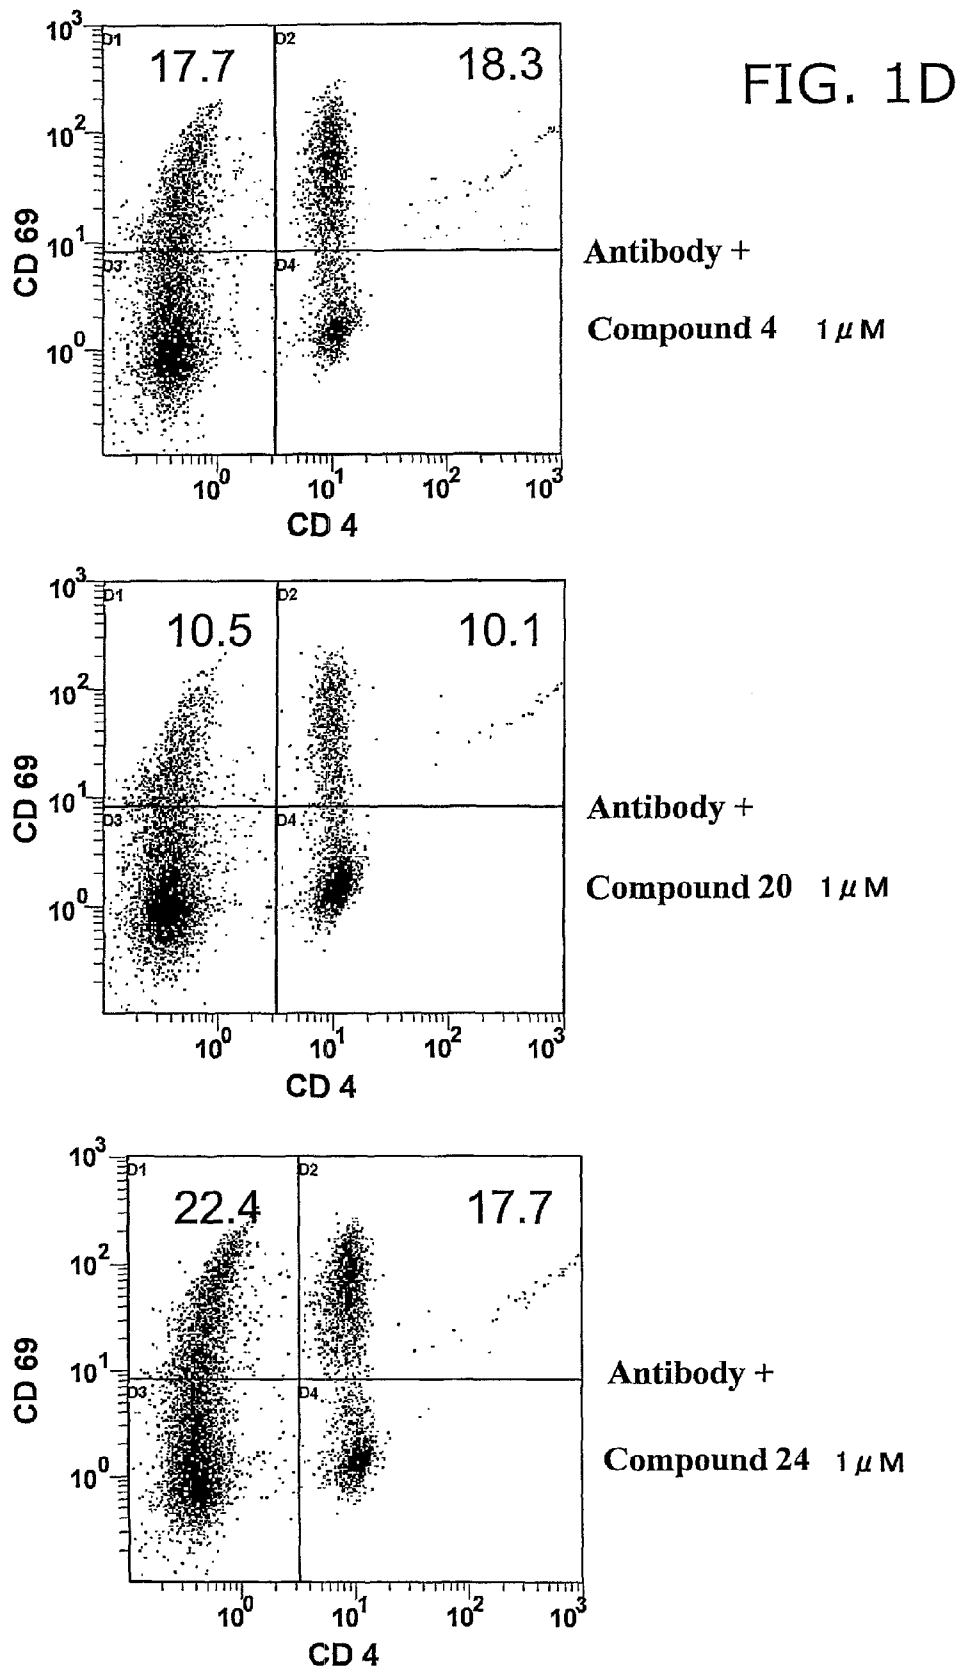 FIG. 1D
10³
D1
17.7
D2
18.3
10²
CD 69
10¹
D3
D4
10⁰
10⁰ 10¹ 10² 10³
CD 4
Antibody +
Compound 4 1 μ M
10³
D1
10.5
D2
10.1
10²
CD 69
10¹
D3
D4
10⁰
10⁰ 10¹ 10² 10³
CD 4
Antibody +
Compound 20 1 μ M
10³
D1
22.4
D2
17.7
10²
CD 69
10¹
D3
D4
10⁰
10⁰ 10¹ 10² 10³
CD 4
Antibody +
Compound 24 1 μ M